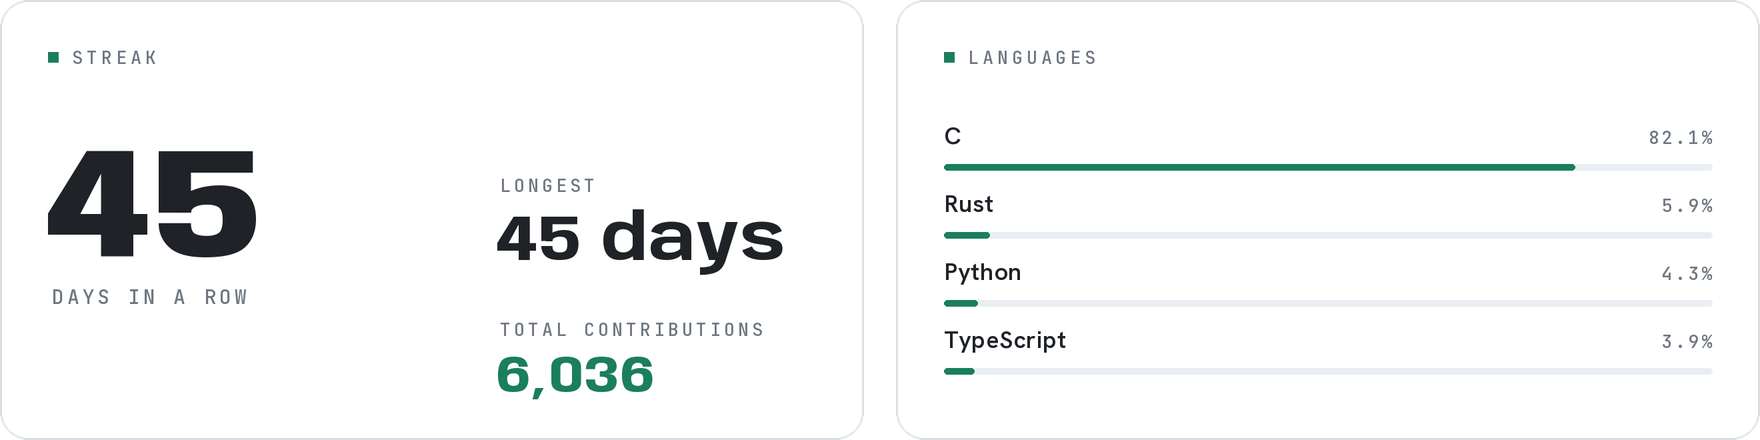 STREAK
45
DAYS IN A ROW
LONGEST
45 days
TOTAL CONTRIBUTIONS
6,036
LANGUAGES
C 82.1%
Rust 5.9%
Python 4.3%
TypeScript 3.9%